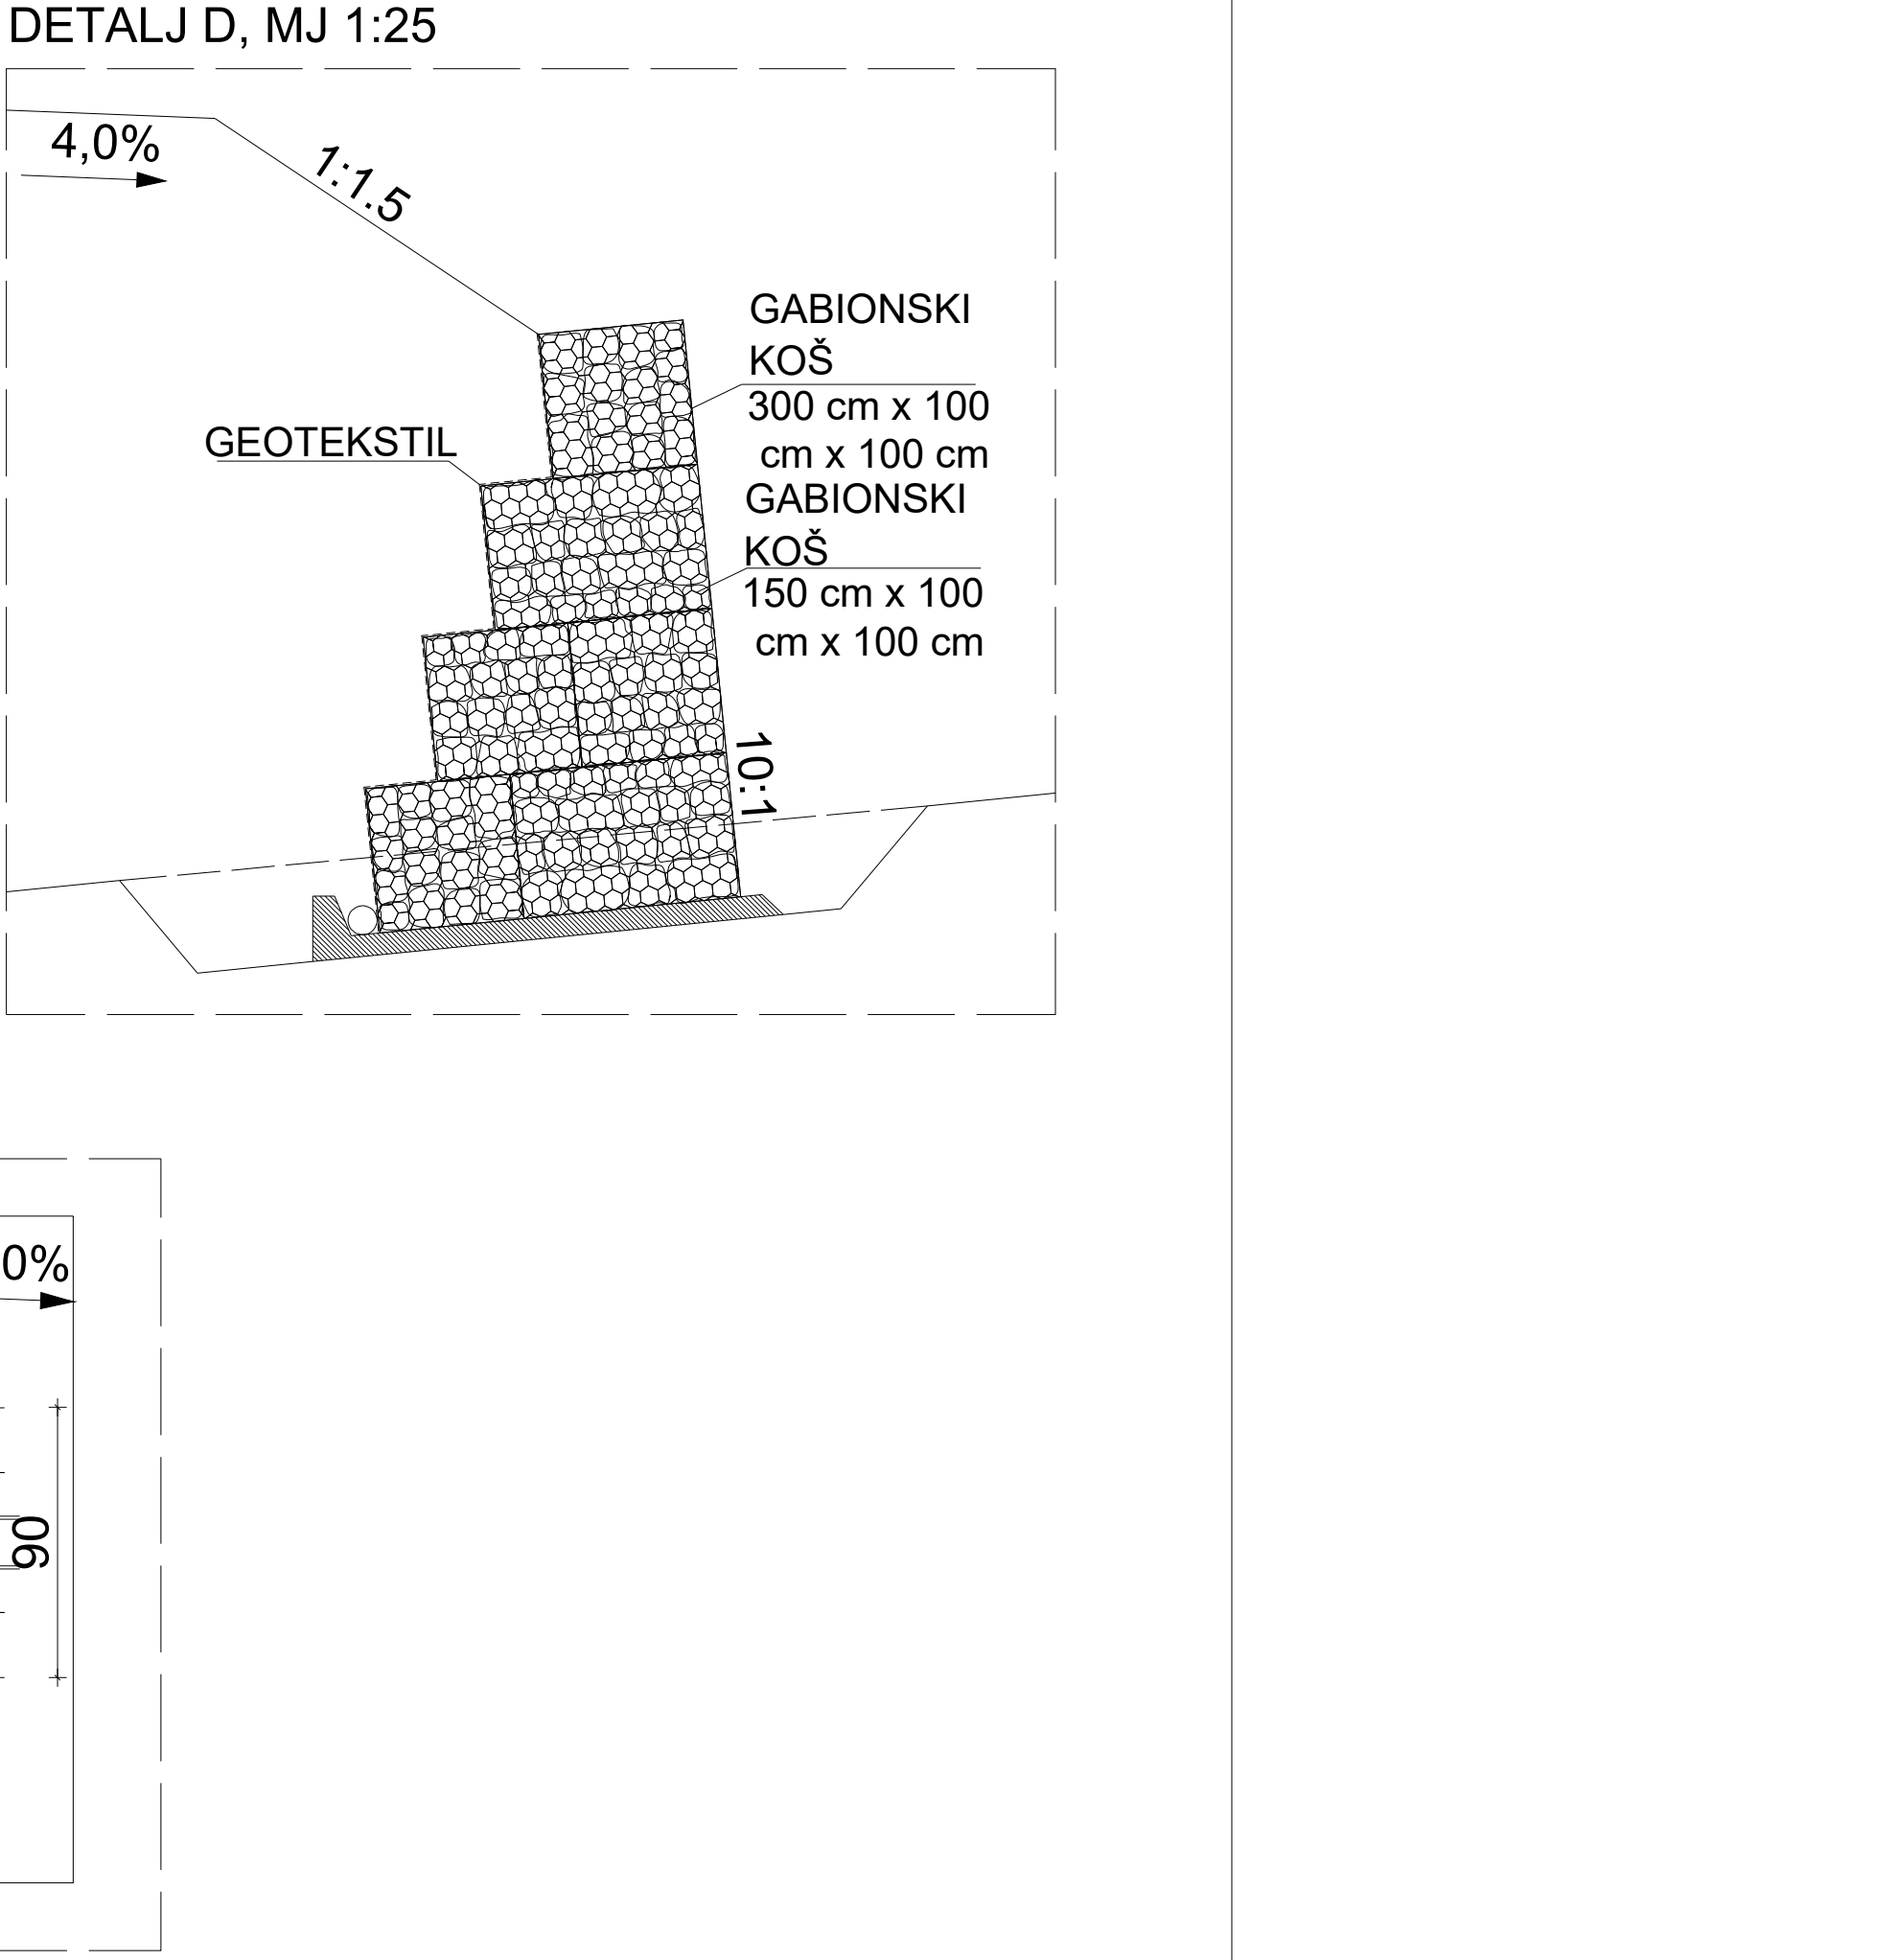 DETALJ D, MJ 1:25
4,0%
1:1.5
GABIONSKI
KOŠ
300 cm x 100
cm x 100 cm
GEOTEKSTIL
GABIONSKI
KOŠ
150 cm x 100
cm x 100 cm
10:1
0%
90